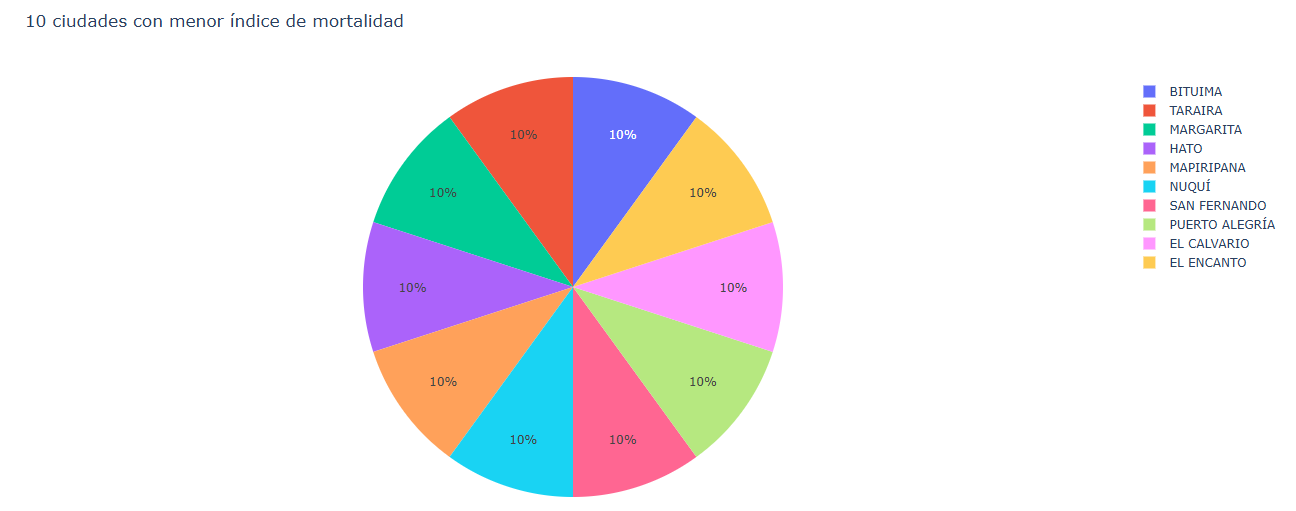 10 ciudades con menor índice de mortalidad
10%
10%
10%
10%
10%
10%
10%
10%
10%
10%
BITUIMA
TARAIRA
MARGARITA
HATO
MAPIRIPANA
NUQUÍ
SAN FERNANDO
PUERTO ALEGRÍA
EL CALVARIO
EL ENCANTO